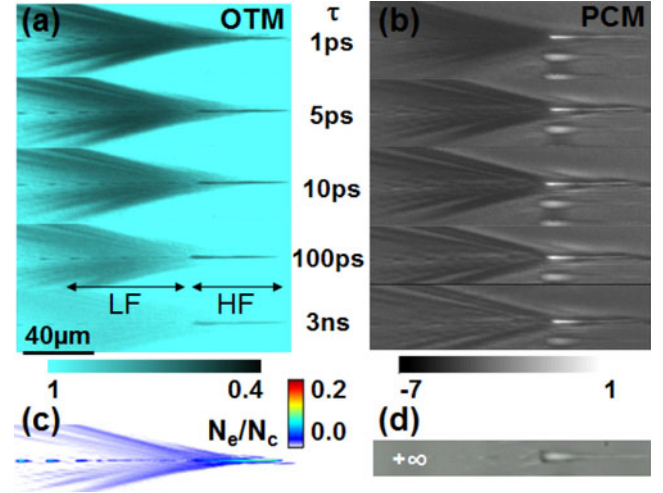 (a) OTM τ (b) PCM
1ps
5ps
10ps
100ps
LF HF
3ns
40µm
1 0.4 -7 1
(c) Nₑ/N꜀ 0.2 (d)
0.0 +∞